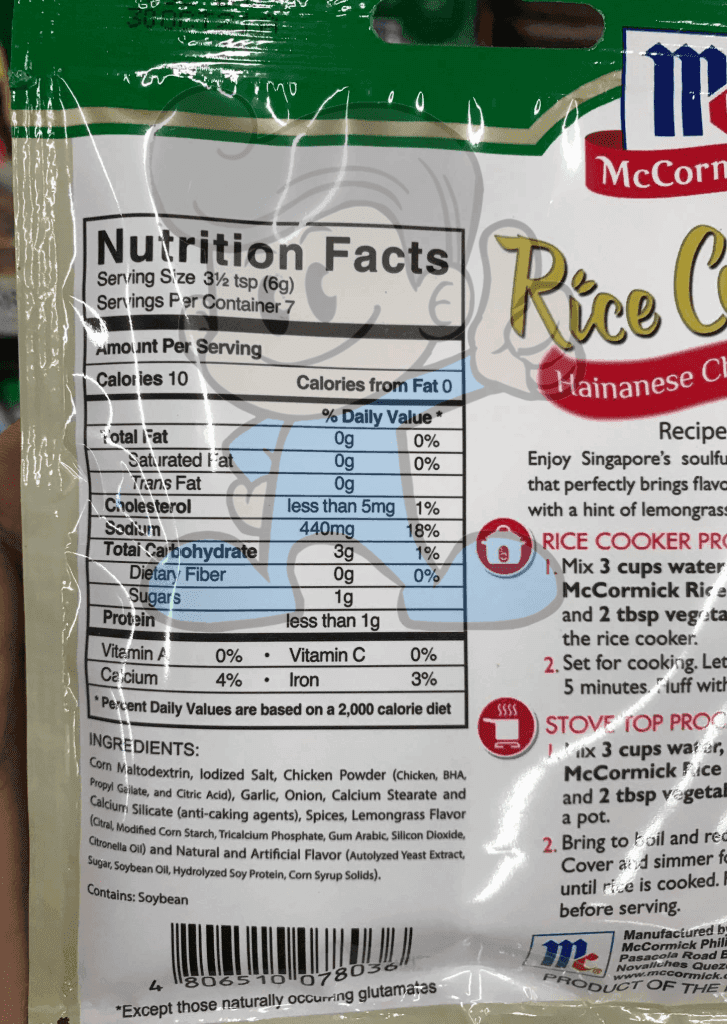 McCorn
Nutrition Facts
Serving Size 3½ tsp (6g)
Servings Per Container 7
Amount Per Serving
Calories 10 Calories from Fat 0
% Daily Value *
Total Fat 0g 0%
Saturated Fat 0g 0%
Trans Fat 0g
Cholesterol less than 5mg 1%
Sodium 440mg 18%
Total Carbohydrate 3g 1%
Dietary Fiber 0g 0%
Sugars 1g
Protein less than 1g
Vitamin A 0% • Vitamin C 0%
Calcium 4% • Iron 3%
* Percent Daily Values are based on a 2,000 calorie diet
INGREDIENTS:
Corn Maltodextrin, Iodized Salt, Chicken Powder (Chicken, BHA,
Propyl Gallate, and Citric Acid), Garlic, Onion, Calcium Stearate and
Calcium Silicate (anti-caking agents), Spices, Lemongrass Flavor
(Citral, Modified Corn Starch, Tricalcium Phosphate, Gum Arabic, Silicon Dioxide,
Citronella Oil) and Natural and Artificial Flavor (Autolyzed Yeast Extract,
Sugar, Soybean Oil, Hydrolyzed Soy Protein, Corn Syrup Solids).
Contains: Soybean
4 806510 078036
*Except those naturally occurring glutamates
Rice C
Hainanese Ch
Recipe
Enjoy Singapore's soulfu
that perfectly brings flavo
with a hint of lemongrass
RICE COOKER PRO
1. Mix 3 cups water
McCormick Rice
and 2 tbsp vegeta
the rice cooker.
2. Set for cooking. Let
5 minutes. Fluff with
STOVE TOP PROC
1. Mix 3 cups water,
McCormick Rice
and 2 tbsp vegetal
a pot.
2. Bring to boil and red
Cover and simmer fo
until rice is cooked.
before serving.
Manufactured by
McCormick Phili
Pasacola Road B
Novaliches Quez
www.mccormick.
PRODUCT OF THE